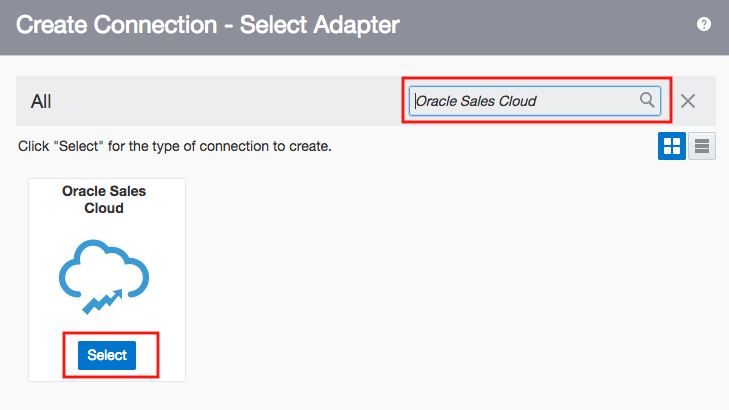 Create Connection - Select Adapter
?
All
Oracle Sales Cloud
Click "Select" for the type of connection to create.
Oracle Sales
Cloud
Select